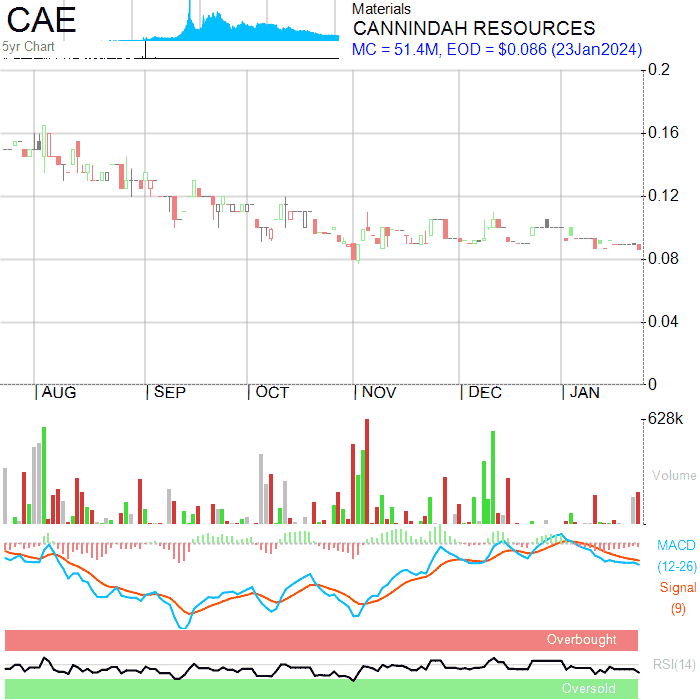 CAE
5yr Chart
Materials
CANNINDAH RESOURCES
MC = 51.4M, EOD = $0.086 (23Jan2024)
0.2
0.16
0.12
0.08
0.04
0
AUG SEP OCT NOV DEC JAN
628k
Volume
MACD
(12-26)
Signal
(9)
Overbought
RSI(14)
Oversold